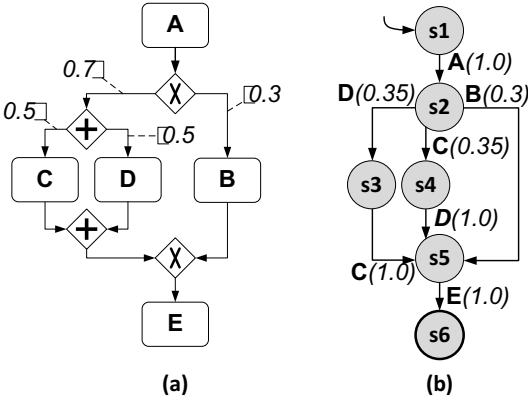 A
0.7
X
0.3
0.5
+
0.5
C
D
B
+
X
E
(a)
s1
A(1.0)
D(0.35)
s2
B(0.3)
C(0.35)
s3
s4
D(1.0)
s5
C(1.0)
E(1.0)
s6
(b)